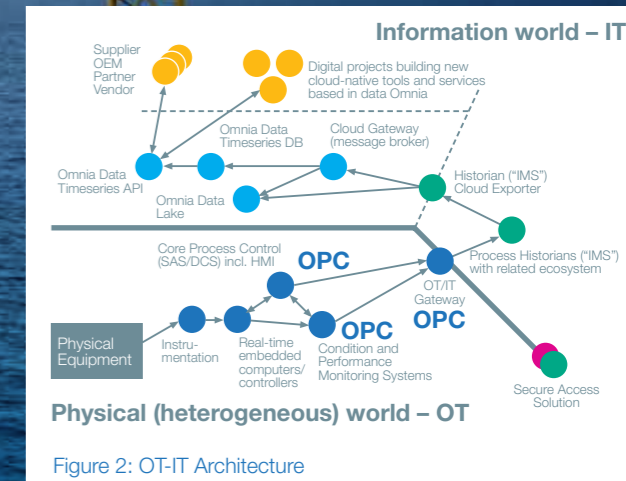 Information world – IT
Supplier
OEM
Partner
Vendor
Digital projects building new
cloud-native tools and services
based in data Omnia
Omnia Data
Timeseries DB
Cloud Gateway
(message broker)
Omnia Data
Timeseries API
Omnia Data
Lake
Historian ("IMS")
Cloud Exporter
Core Process Control
(SAS/DCS) incl. HMI
OPC
Process Historians ("IMS")
with related ecosystem
OT/IT
Gateway
OPC
OPC
Physical
Equipment
Instru-
mentation
Real-time
embedded
computers/
controllers
Condition and
Performance
Monitoring Systems
Secure Access
Solution
Physical (heterogeneous) world – OT
Figure 2: OT-IT Architecture